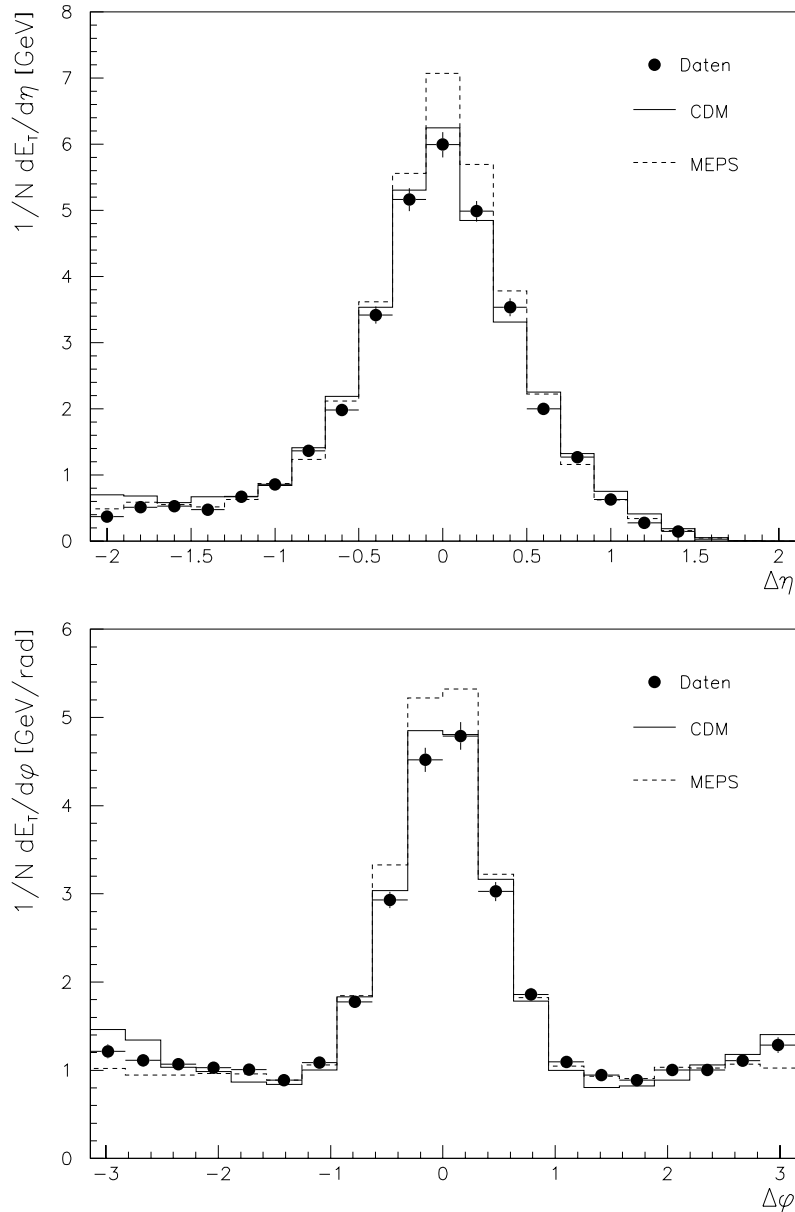 1/N dE_T/dη [GeV]
8
7
6
5
4
3
2
1
0
Daten
CDM
MEPS
-2 -1.5 -1 -0.5 0 0.5 1 1.5 2
Δη
1/N dE_T/dφ [GeV/rad]
6
5
4
3
2
1
0
Daten
CDM
MEPS
-3 -2 -1 0 1 2 3
Δφ